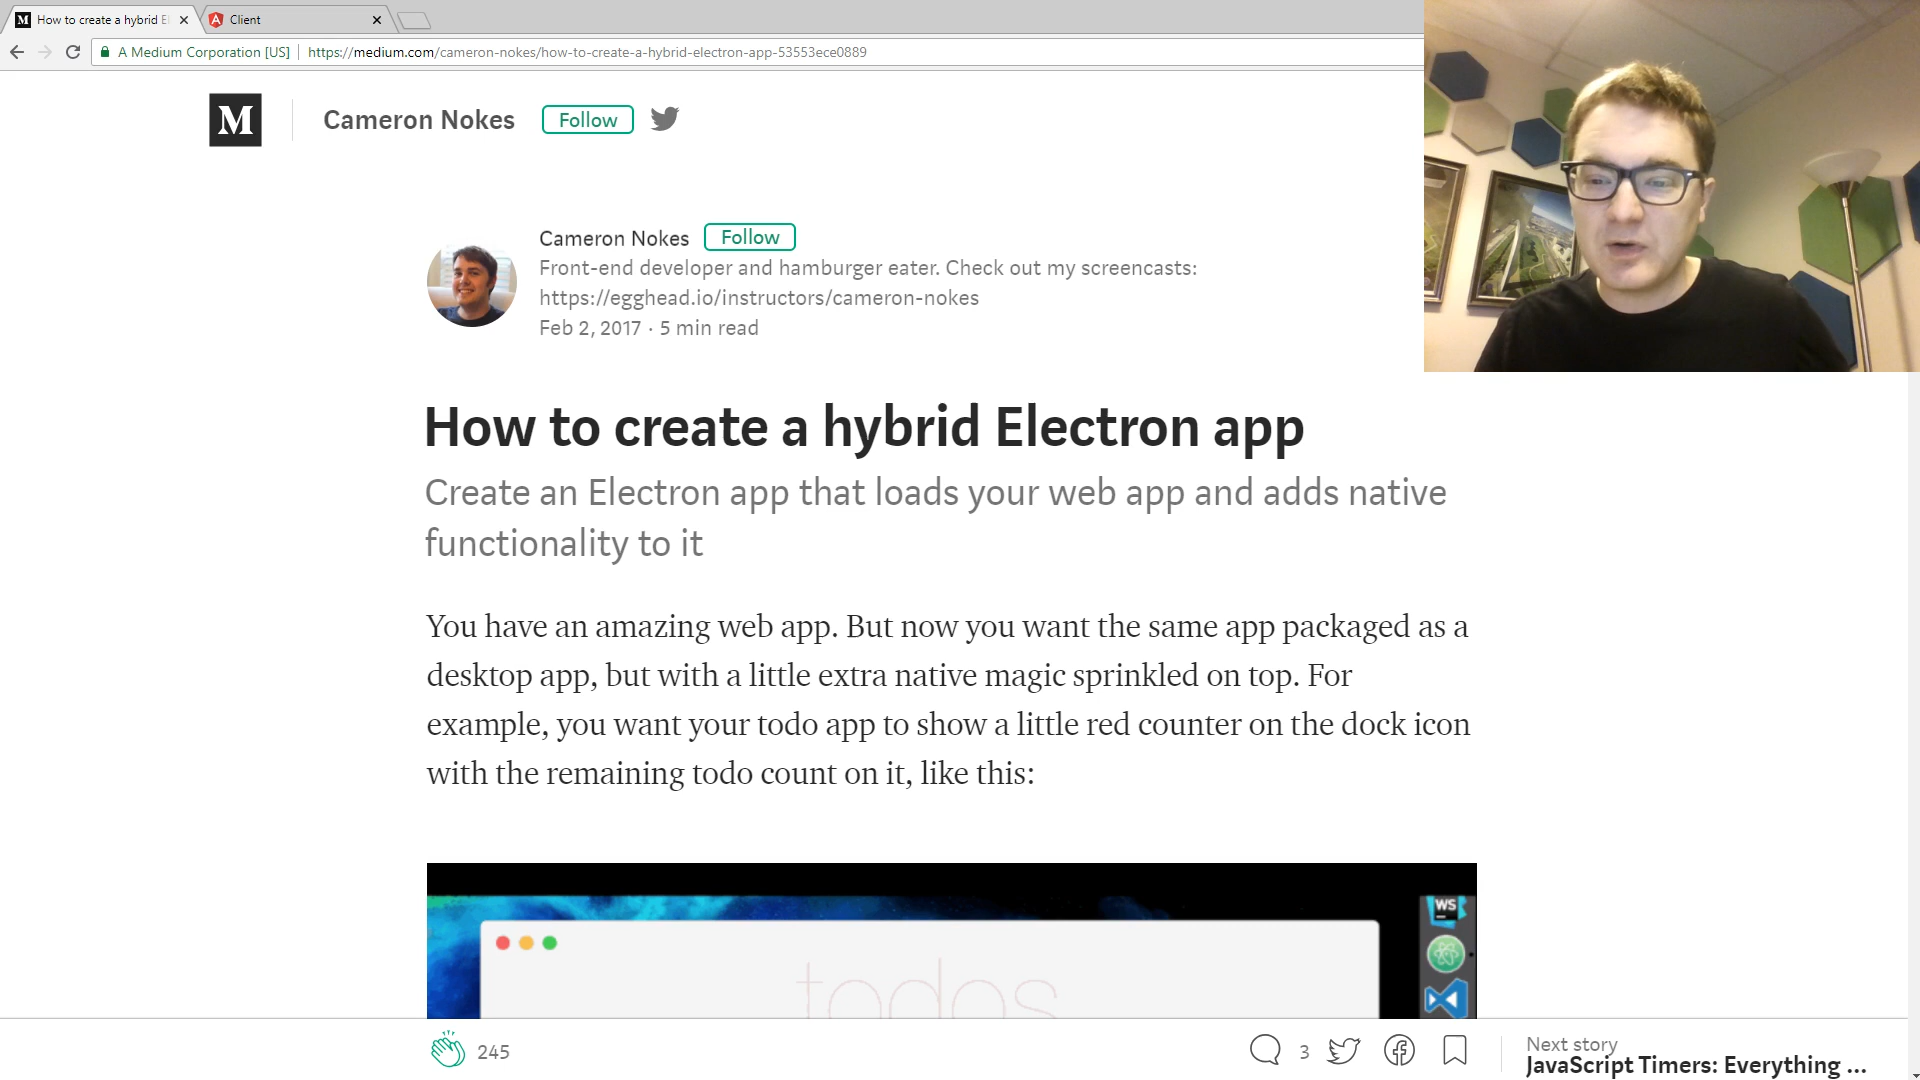 How to create a hybrid El
Client
A Medium Corporation [US]
https://medium.com/cameron-nokes/how-to-create-a-hybrid-electron-app-53553ece0889
M
Cameron Nokes
Follow
Cameron Nokes
Follow
Front-end developer and hamburger eater. Check out my screencasts:
https://egghead.io/instructors/cameron-nokes
Feb 2, 2017 · 5 min read
How to create a hybrid Electron app
Create an Electron app that loads your web app and adds native
functionality to it
You have an amazing web app. But now you want the same app packaged as a
desktop app, but with a little extra native magic sprinkled on top. For
example, you want your todo app to show a little red counter on the dock icon
with the remaining todo count on it, like this:
WS
todos
245
3
Next story
JavaScript Timers: Everything ...